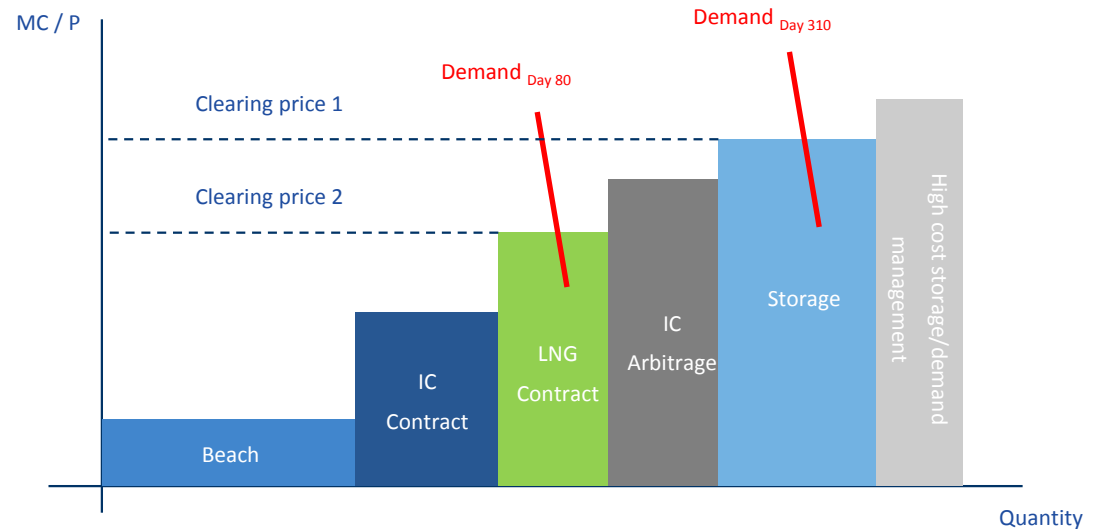 MC / P
Demand Day 310
Demand Day 80
Clearing price 1
Clearing price 2
High cost storage/demand
management
Storage
IC
Arbitrage
LNG
Contract
IC
Contract
Beach
Quantity